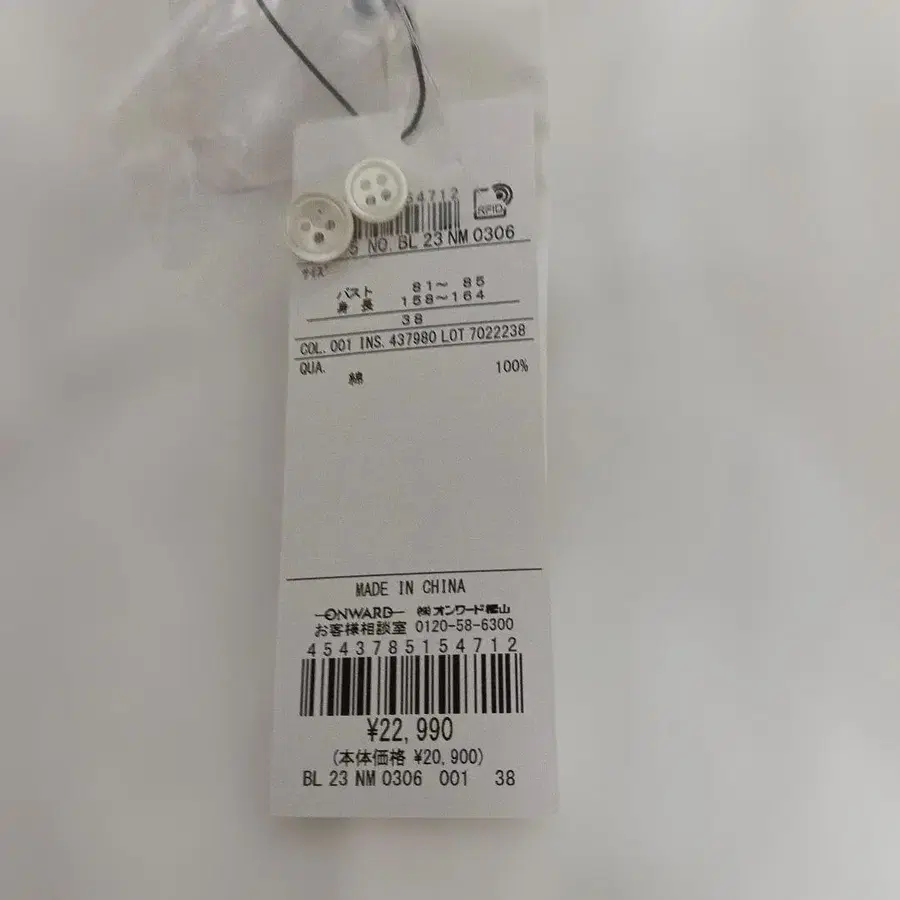 54712
RFID
5 NO. BL 23 NM 0306
サイズ
バスト 81～ 85
身長 158～164
38
COL. 001 INS. 437980 LOT 7022238
QUA.
綿 100%
MADE IN CHINA
ONWARD ㈱オンワード樫山
お客様相談室 0120-58-6300
4543785154712
¥22,990
(本体価格 ¥20,900)
BL 23 NM 0306 001 38